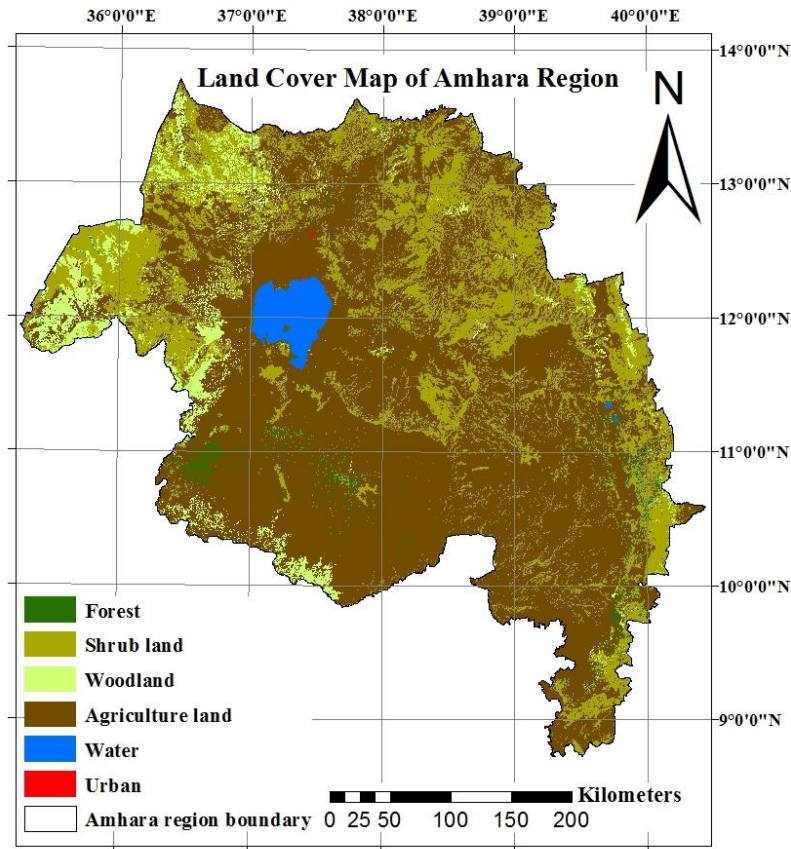 36°0'0"E 37°0'0"E 38°0'0"E 39°0'0"E 40°0'0"E
14°0'0"N
Land Cover Map of Amhara Region
N
13°0'0"N
12°0'0"N
11°0'0"N
10°0'0"N
Forest
Shrub land
Woodland
Agriculture land
9°0'0"N
Water
Urban
Kilometers
Amhara region boundary
0 25 50 100 150 200